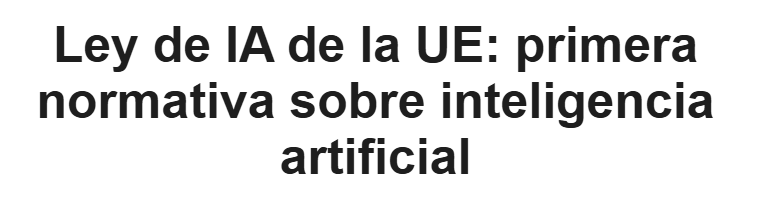 Ley de IA de la UE: primera
normativa sobre inteligencia
artificial